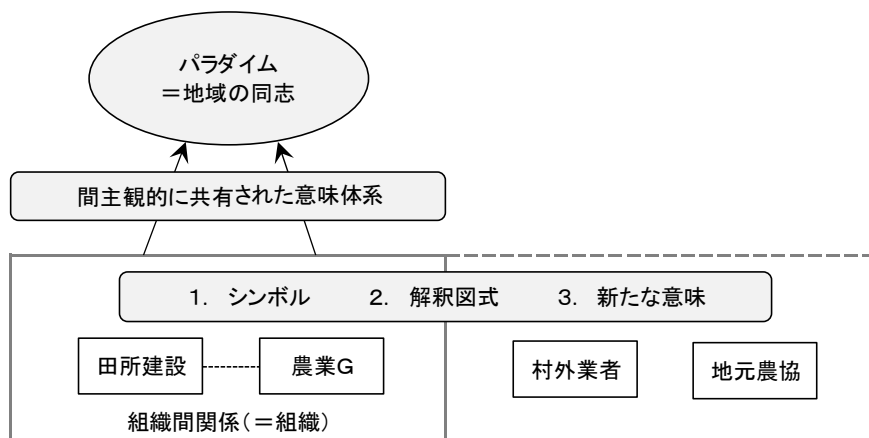 パラダイム
＝地域の同志
間主観的に共有された意味体系
1.　シンボル　　2.　解釈図式　　3.　新たな意味
田所建設
農業G
村外業者
地元農協
組織間関係（＝組織）